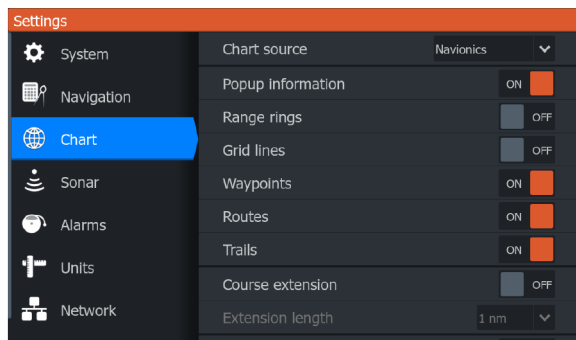 Settings
System
Navigation
Chart
Sonar
Alarms
Units
Network
Chart source Navionics
Popup information ON
Range rings OFF
Grid lines OFF
Waypoints ON
Routes ON
Trails ON
Course extension OFF
Extension length 1 nm